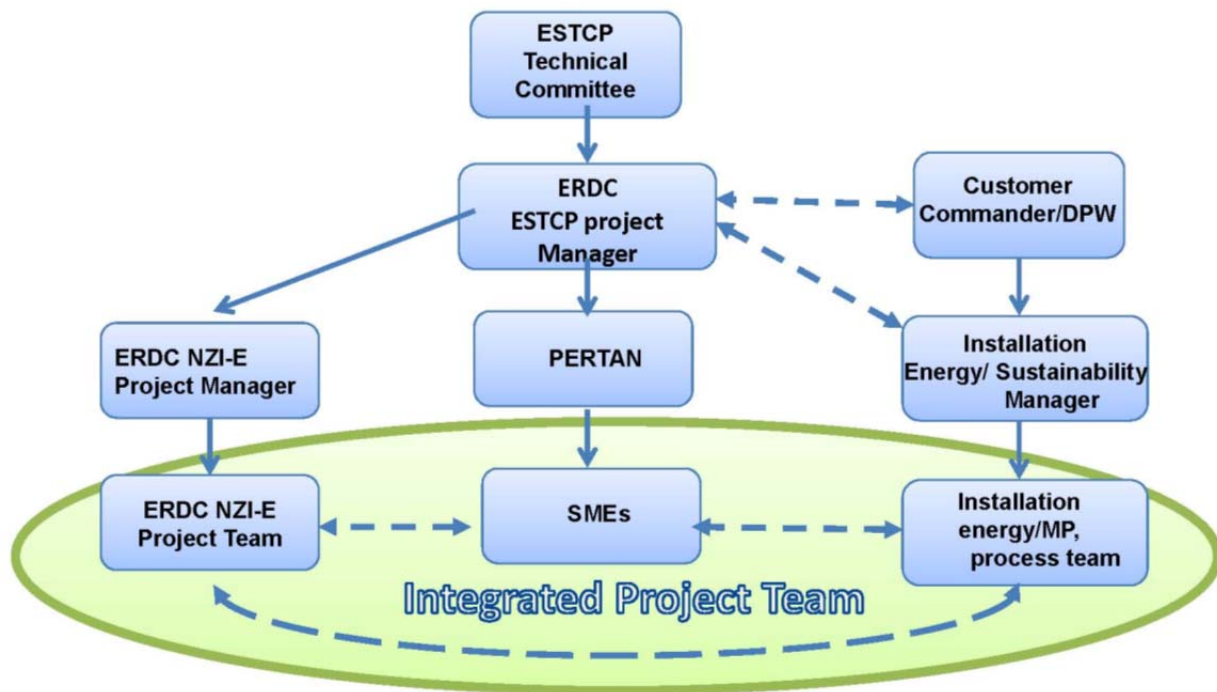 ESTCP
Technical
Committee
ERDC
ESTCP project
Manager
Customer
Commander/DPW
ERDC NZI-E
Project Manager
PERTAN
Installation
Energy/ Sustainability
Manager
ERDC NZI-E
Project Team
SMEs
Installation
energy/MP,
process team
Integrated Project Team